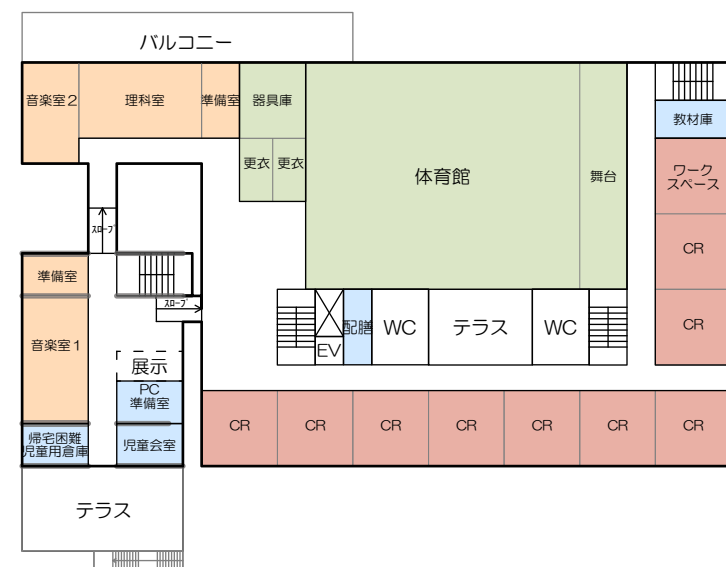 バルコニー
音楽室2
理科室
準備室
器具庫
教材庫
更衣
更衣
体育館
舞台
ワーク
スペース
スロープ
CR
準備室
スロープ
CR
音楽室1
配膳
WC
テラス
WC
EV
展示
PC
準備室
CR
CR
CR
CR
CR
CR
CR
帰宅困難
児童用倉庫
児童会室
テラス